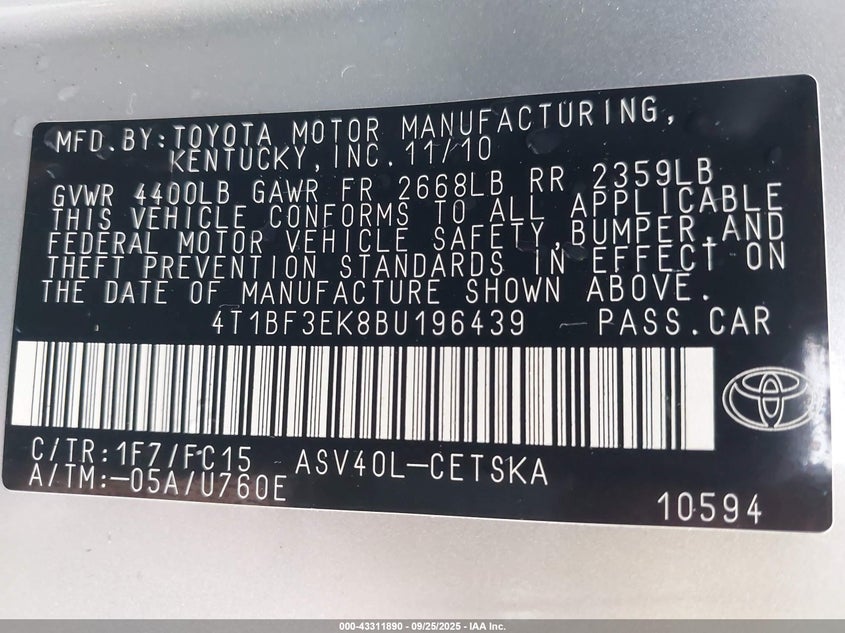 MFD.BY:TOYOTA MOTOR MANUFACTURING,
KENTUCKY,INC.11/10
GVWR 4400LB GAWR FR 2668LB RR 2359LB
THIS VEHICLE CONFORMS TO ALL APPLICABLE
FEDERAL MOTOR VEHICLE SAFETY,BUMPER,AND
THEFT PREVENTION STANDARDS IN EFFECT ON
THE DATE OF MANUFACTURE SHOWN ABOVE.
4T1BF3EK8BU196439 PASS.CAR
C/TR:1F7/FC15 ASV40L-CETSKA
A/TM:-05A/U760E
10594
000-43311890 - 09/25/2025 - IAA Inc.